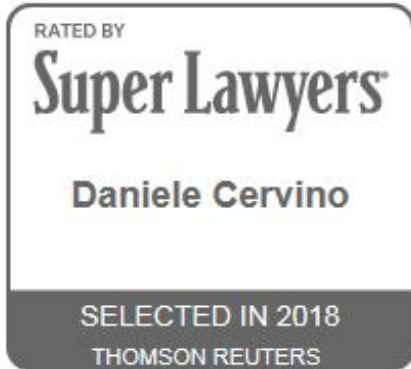 RATED BY
Super Lawyers
Daniele Cervino
SELECTED IN 2018
THOMSON REUTERS